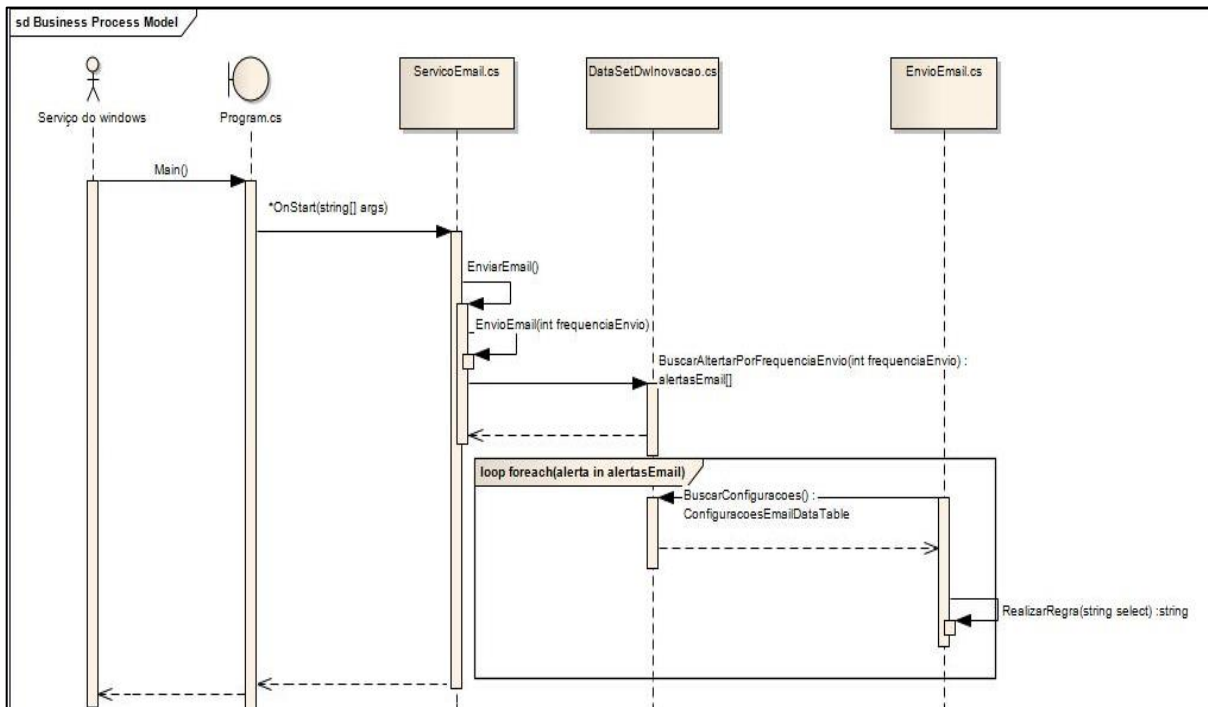 sd Business Process Model
Serviço do windows
Program.cs
ServicoEmail.cs
DataSetDwInovacao.cs
EnvioEmail.cs
Main()
*OnStart(string[] args)
EnviarEmail()
EnvioEmail(int frequenciaEnvio)
BuscarAltertarPorFrequenciaEnvio(int frequenciaEnvio) :
alertasEmail[]
loop foreach(alerta in alertasEmail)
BuscarConfiguracoes() :
ConfiguracoesEmailDataTable
RealizarRegra(string select) :string